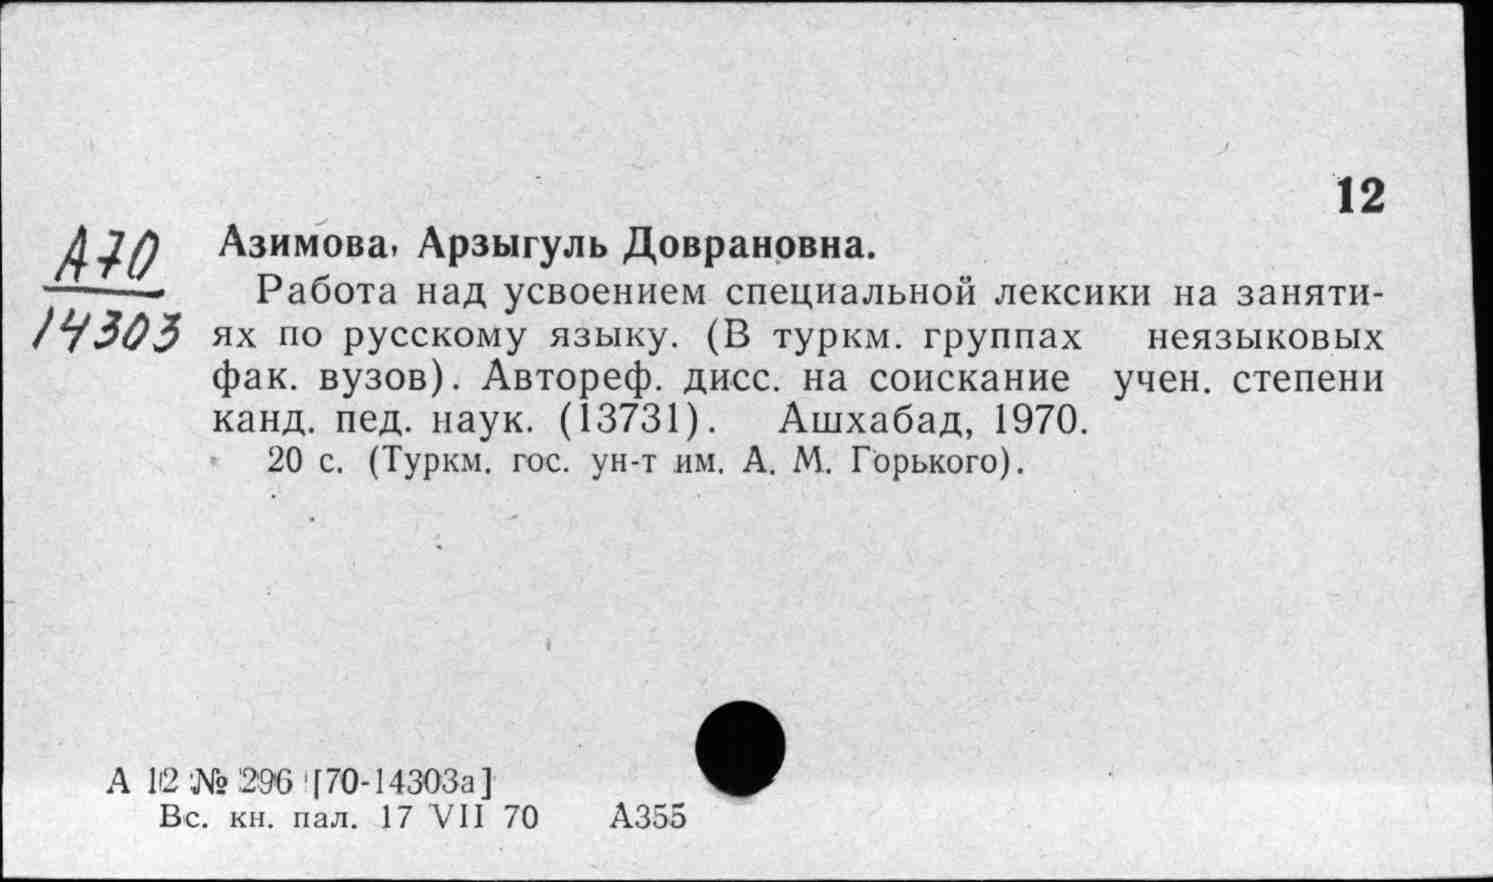 12
А70
14303
Азимова, Арзыгуль Доврановна.
Работа над усвоением специальной лексики на заняти-
ях по русскому языку. (В туркм. группах неязыковых
фак. вузов). Автореф. дисс. на соискание учен. степени
канд. пед. наук. (13731). Ашхабад, 1970.
20 с. (Туркм. гос. ун-т им. А. М. Горького).
А 12 № 296 [70-14303а]
Вс. кн. пал. 17 VII 70 А355